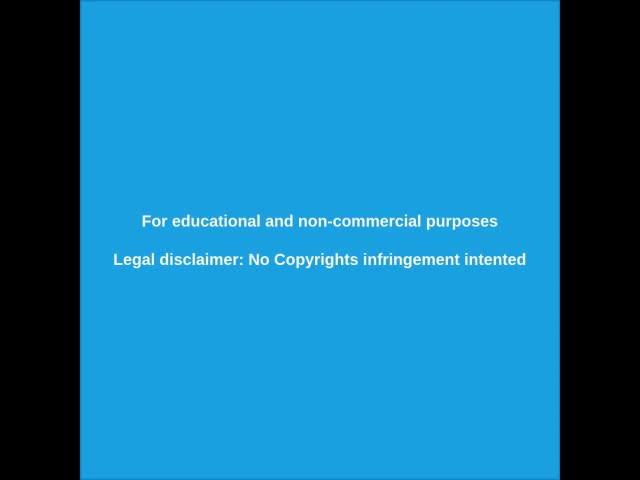 For educational and non-commercial purposes
Legal disclaimer: No Copyrights infringement intented